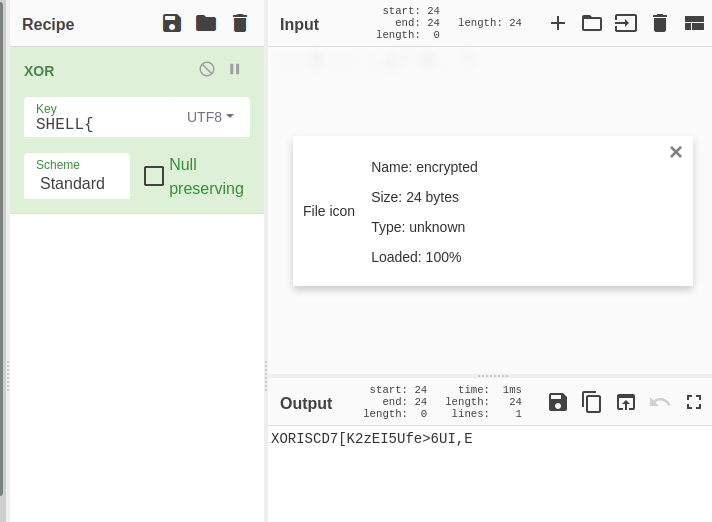 Recipe
XOR
Key
SHELL{
UTF8
Scheme
Standard
Null
preserving
Input
start: 24
end: 24
length: 0
length: 24
Name: encrypted
Size: 24 bytes
Type: unknown
Loaded: 100%
File icon
Output
start: 24
end: 24
length: 0
time: 1ms
length: 24
lines: 1
XORISCD7[K2zEI5Ufe>6UI,E